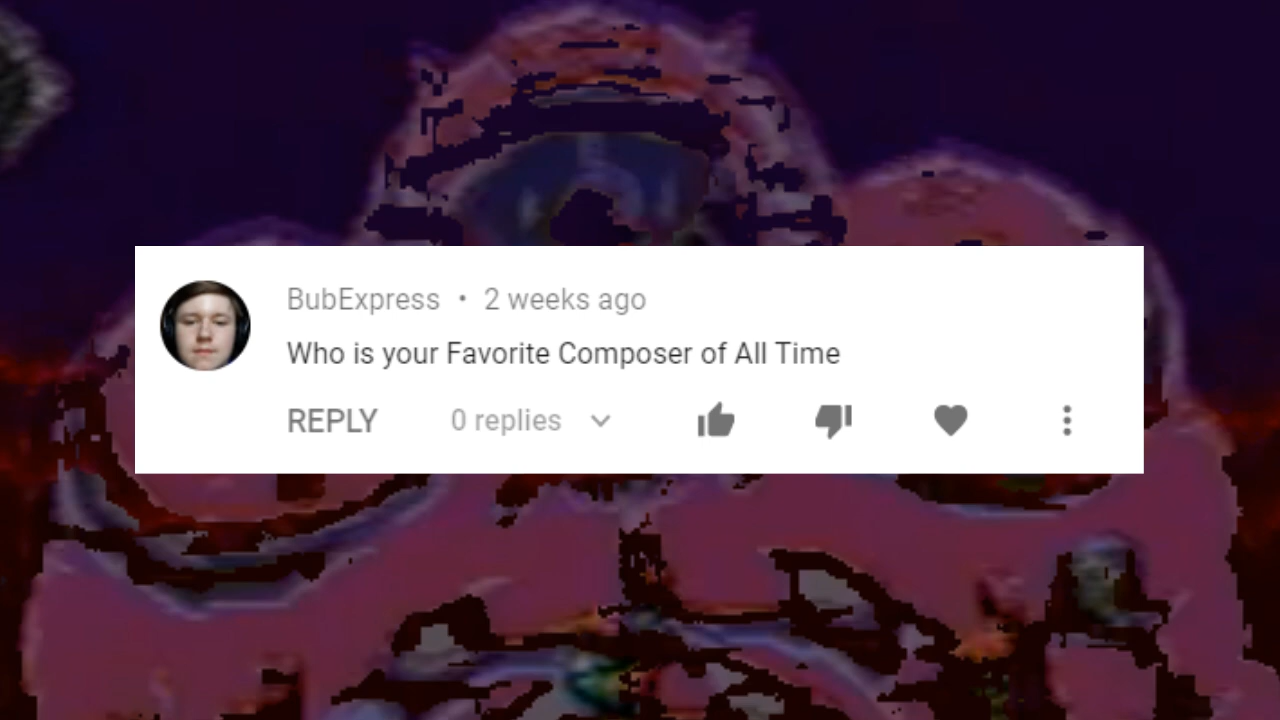 BubExpress • 2 weeks ago
Who is your Favorite Composer of All Time
REPLY 0 replies